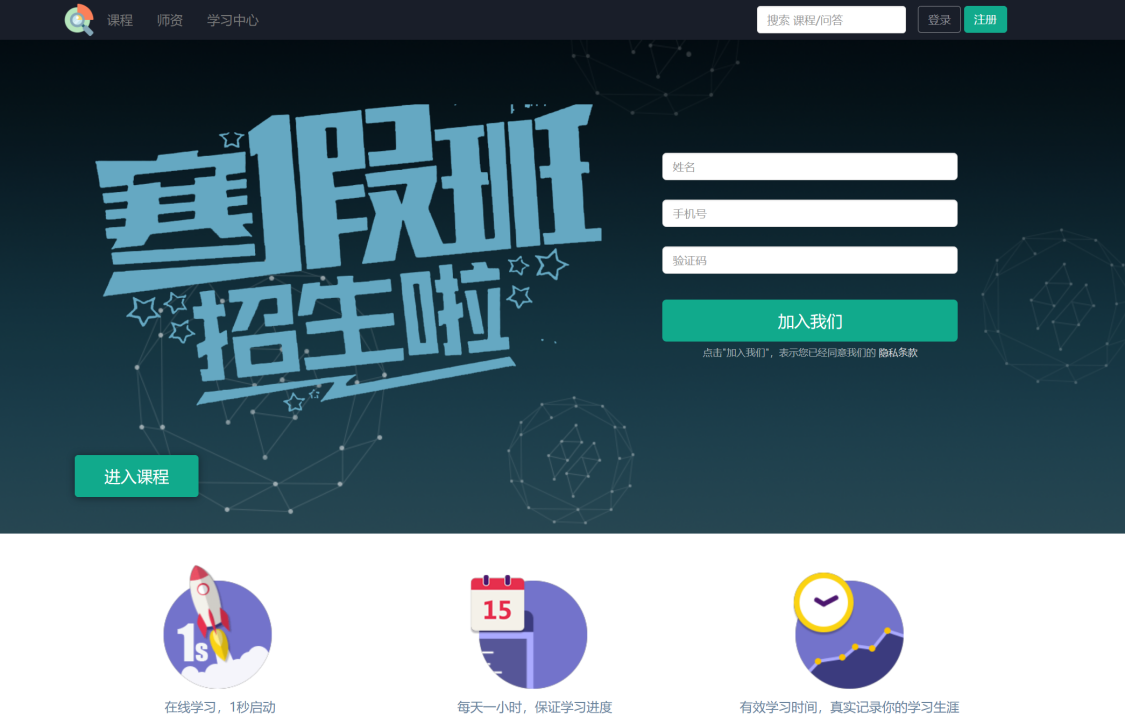 课程 师资 学习中心 搜索 课程/问答 登录 注册
寒假班
招生啦
姓名
手机号
验证码
加入我们
点击"加入我们"，表示您已经同意我们的 隐私条款
进入课程
1s
15
在线学习，1秒启动
每天一小时，保证学习进度
有效学习时间，真实记录你的学习生涯